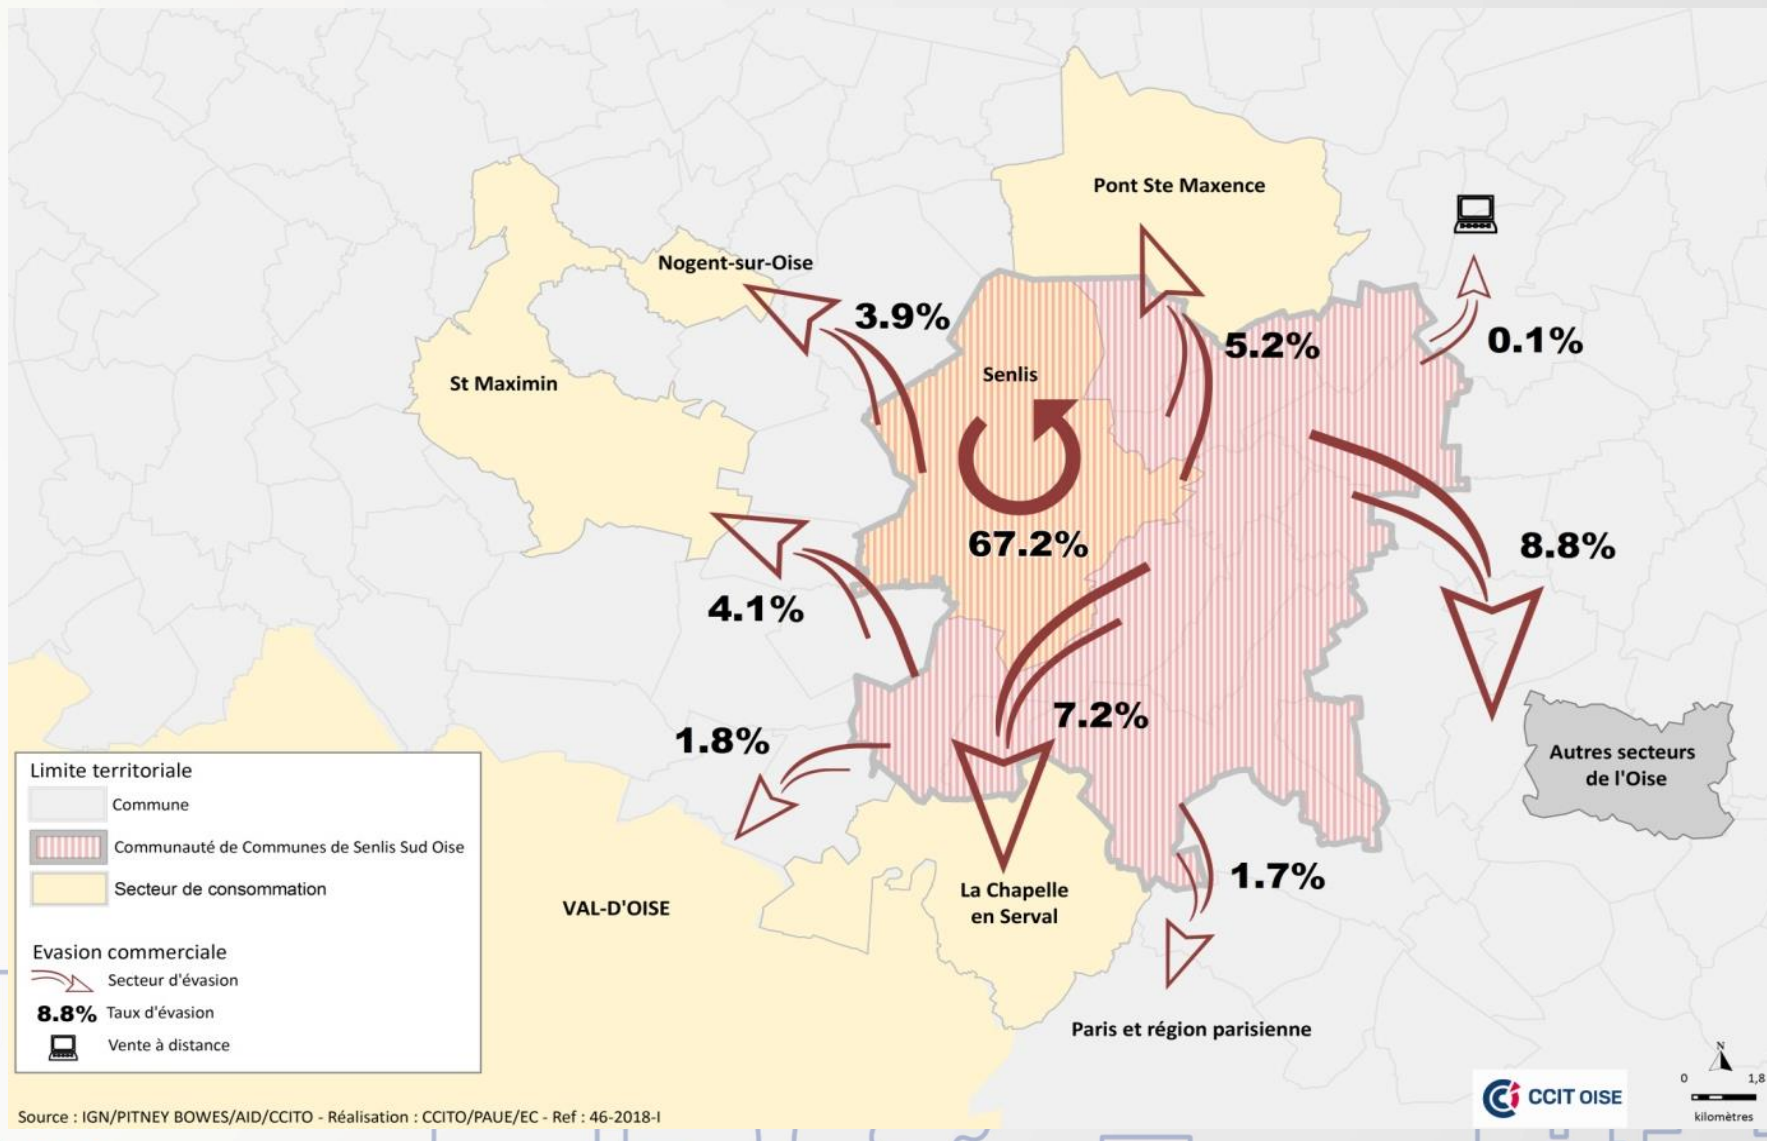 Pont Ste Maxence
Nogent-sur-Oise
3.9%
5.2%
0.1%
St Maximin
Senlis
67.2%
8.8%
4.1%
7.2%
1.8%
Autres secteurs
de l'Oise
1.7%
La Chapelle
en Serval
VAL-D'OISE
Paris et région parisienne
Limite territoriale
Commune
Communauté de Communes de Senlis Sud Oise
Secteur de consommation
Evasion commerciale
Secteur d'évasion
8.8% Taux d'évasion
Vente à distance
Source : IGN/PITNEY BOWES/AID/CCITO - Réalisation : CCITO/PAUE/EC - Ref : 46-2018-I
CCIT OISE
N
0 1,8
kilomètres